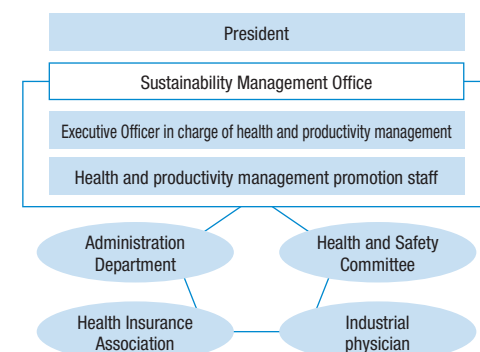 President
Sustainability Management Office
Executive Officer in charge of health and productivity management
Health and productivity management promotion staff
Administration
Department
Health and Safety
Committee
Health Insurance
Association
Industrial
physician